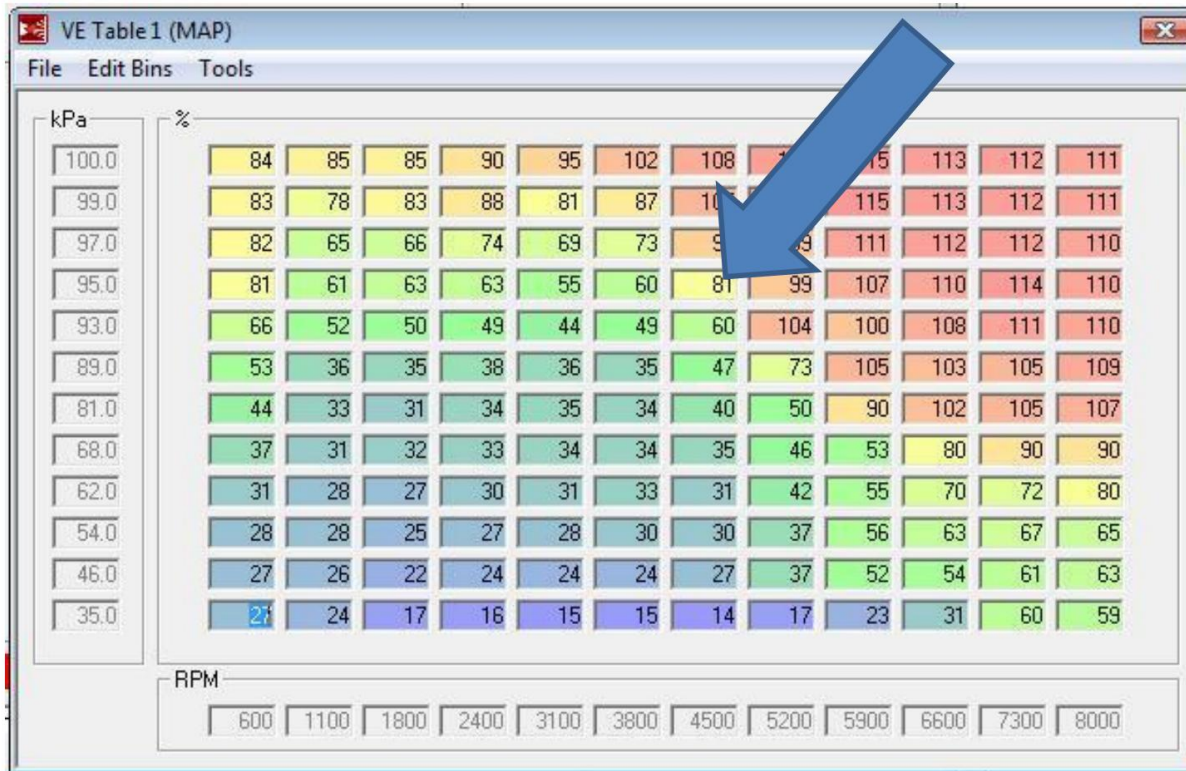 VE Table 1 (MAP)
File Edit Bins Tools
kPa %
100.0 84 85 85 90 95 102 108 113 112 111
99.0 83 78 83 88 81 87 115 113 112 111
97.0 82 65 66 74 69 73 111 112 112 110
95.0 81 61 63 63 55 60 81 99 107 110 114 110
93.0 66 52 50 49 44 49 60 104 100 108 111 110
89.0 53 36 35 38 36 35 47 73 105 103 105 109
81.0 44 33 31 34 35 34 40 50 90 102 105 107
68.0 37 31 32 33 34 34 35 46 53 80 90 90
62.0 31 28 27 30 31 33 31 42 55 70 72 80
54.0 28 28 25 27 28 30 30 37 56 63 67 65
46.0 27 26 22 24 24 24 27 37 52 54 61 63
35.0 27 24 17 16 15 15 14 17 23 31 60 59
RPM
600 1100 1800 2400 3100 3800 4500 5200 5900 6600 7300 8000